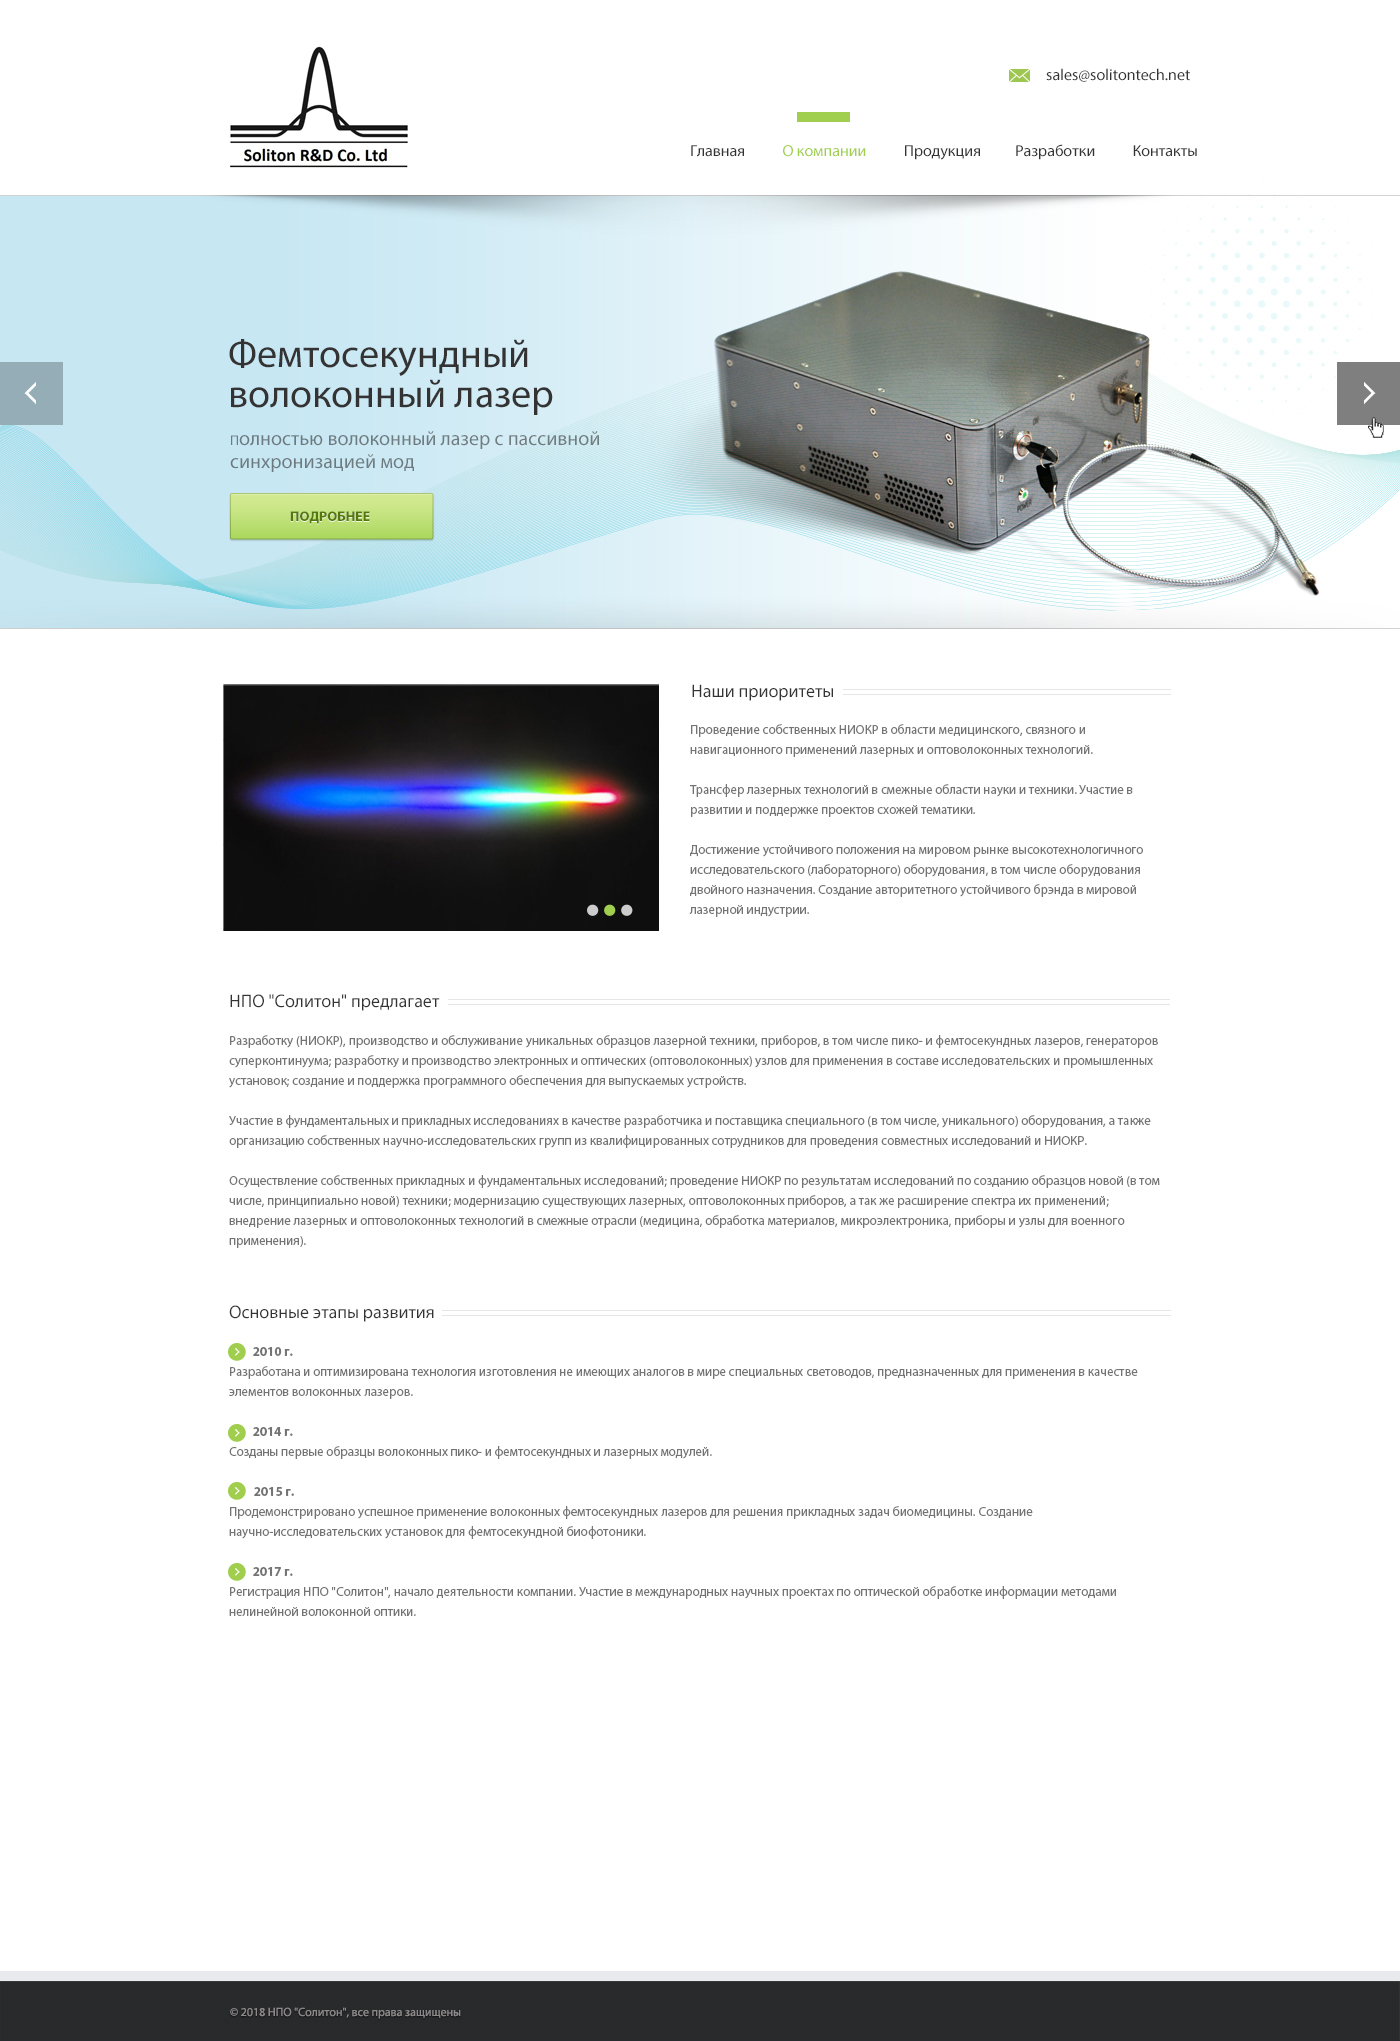 Soliton R&D Co. Ltd
sales@solitontech.net
Главная О компании Продукция Разработки Контакты
Фемтосекундный
волоконный лазер
полностью волоконный лазер с пассивной
синхронизацией мод
ПОДРОБНЕЕ
Наши приоритеты
Проведение собственных НИОКР в области медицинского, связного и
навигационного применений лазерных и оптоволоконных технологий.
Трансфер лазерных технологий в смежные области науки и техники. Участие в
развитии и поддержке проектов схожей тематики.
Достижение устойчивого положения на мировом рынке высокотехнологичного
исследовательского (лабораторного) оборудования, в том числе оборудования
двойного назначения. Создание авторитетного устойчивого брэнда в мировой
лазерной индустрии.
НПО "Солитон" предлагает
Разработку (НИОКР), производство и обслуживание уникальных образцов лазерной техники, приборов, в том числе пико- и фемтосекундных лазеров, генераторов
суперконтинуума; разработку и производство электронных и оптических (оптоволоконных) узлов для применения в составе исследовательских и промышленных
установок; создание и поддержка программного обеспечения для выпускаемых устройств.
Участие в фундаментальных и прикладных исследованиях в качестве разработчика и поставщика специального (в том числе, уникального) оборудования, а также
организацию собственных научно-исследовательских групп из квалифицированных сотрудников для проведения совместных исследований и НИОКР.
Осуществление собственных прикладных и фундаментальных исследований; проведение НИОКР по результатам исследований по созданию образцов новой (в том
числе, принципиально новой) техники; модернизацию существующих лазерных, оптоволоконных приборов, а так же расширение спектра их применений;
внедрение лазерных и оптоволоконных технологий в смежные отрасли (медицина, обработка материалов, микроэлектроника, приборы и узлы для военного
применения).
Основные этапы развития
2010 г.
Разработана и оптимизирована технология изготовления не имеющих аналогов в мире специальных световодов, предназначенных для применения в качестве
элементов волоконных лазеров.
2014 г.
Созданы первые образцы волоконных пико- и фемтосекундных и лазерных модулей.
2015 г.
Продемонстрировано успешное применение волоконных фемтосекундных лазеров для решения прикладных задач биомедицины. Создание
научно-исследовательских установок для фемтосекундной биофотоники.
2017 г.
Регистрация НПО "Солитон", начало деятельности компании. Участие в международных научных проектах по оптической обработке информации методами
нелинейной волоконной оптики.
© 2018 НПО "Солитон", все права защищены